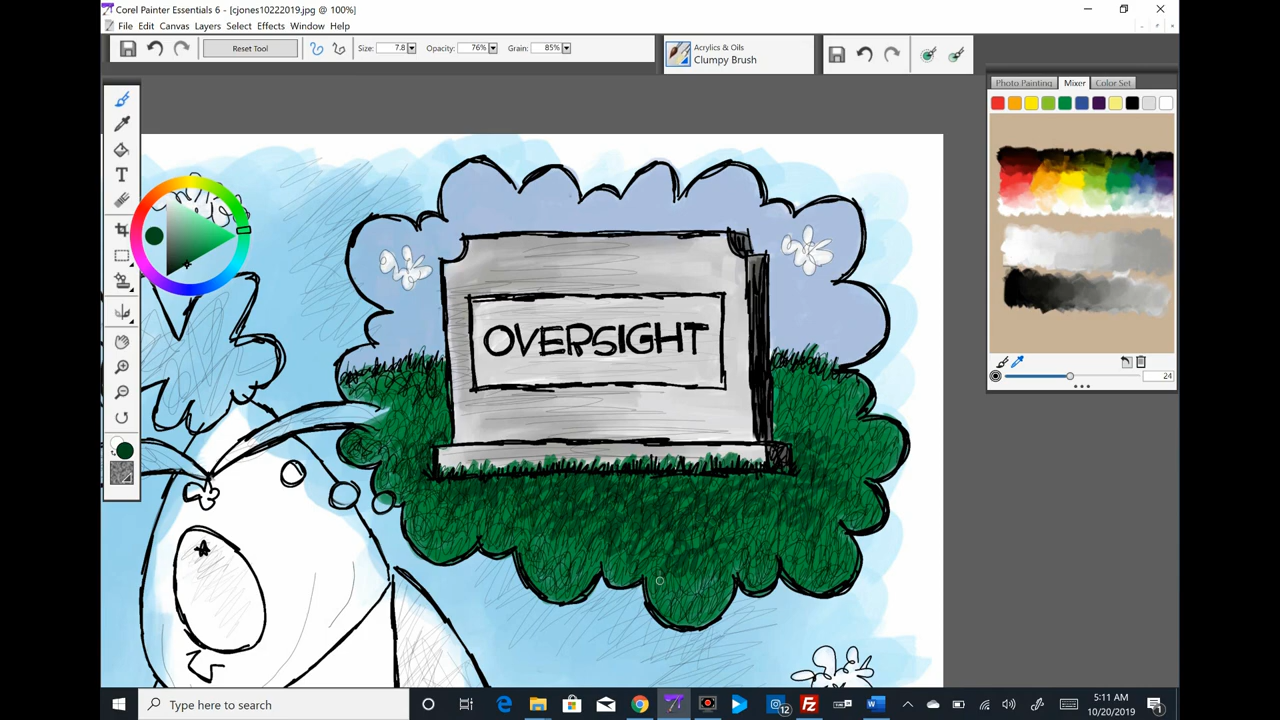 Corel Painter Essentials 6 - [cjones10222019.jpg @ 100%]
File Edit Canvas Layers Select Effects Window Help
Reset Tool
Size: 7.8
Opacity: 76%
Grain: 85%
Acrylics & Oils
Clumpy Brush
Photo Painting Mixer Color Set
24
T
OVERSIGHT
Type here to search
12
5:11 AM
10/20/2019
1